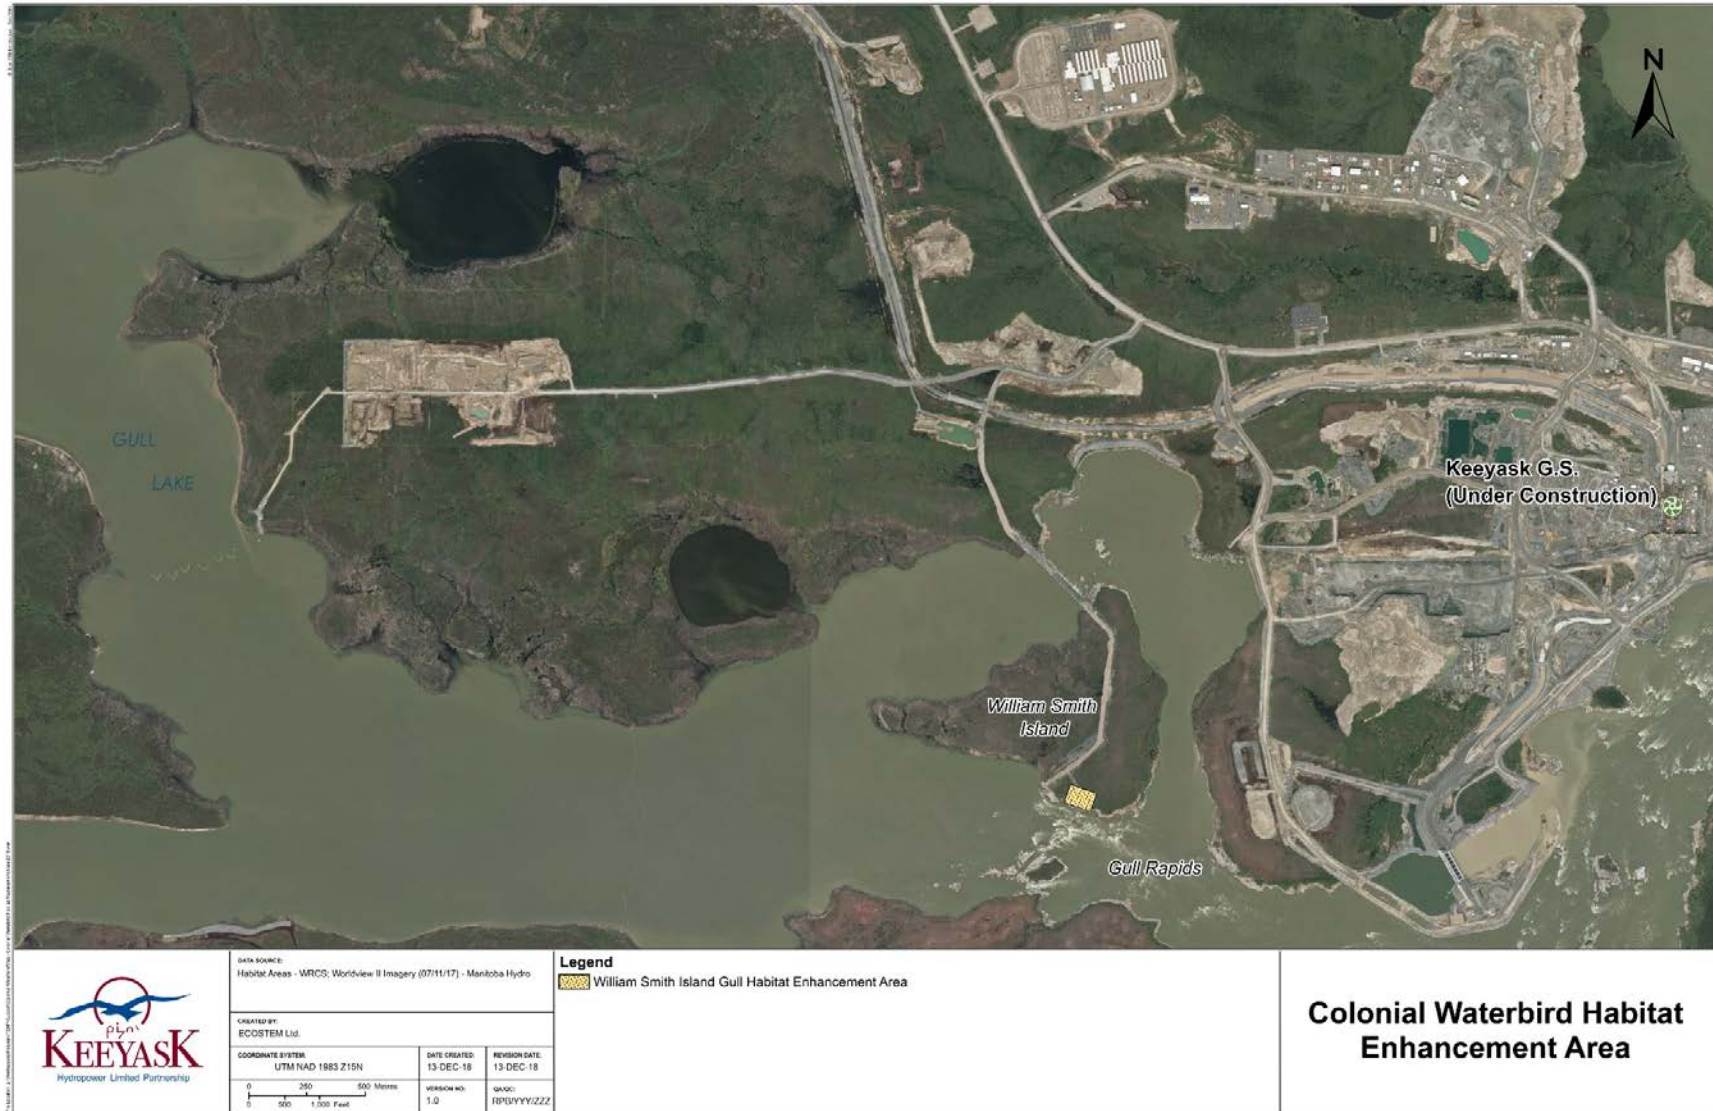 N
GULL
LAKE
Keeyask G.S.
(Under Construction)
William Smith
Island
Gull Rapids
KEEYASK
Hydropower Limited Partnership
DATA SOURCE:
Habitat Areas - WRCS; Worldview II Imagery (07/11/17) - Manitoba Hydro
CREATED BY:
ECOSTEM Ltd.
COORDINATE SYSTEM:
UTM NAD 1983 Z15N
DATE CREATED:
13-DEC-18
REVISION DATE:
13-DEC-18
0 250 500 Metres
0 500 1,000 Feet
VERSION NO:
1.0
QA/QC:
RPB/YYY/ZZZ
Legend
William Smith Island Gull Habitat Enhancement Area
Colonial Waterbird Habitat
Enhancement Area